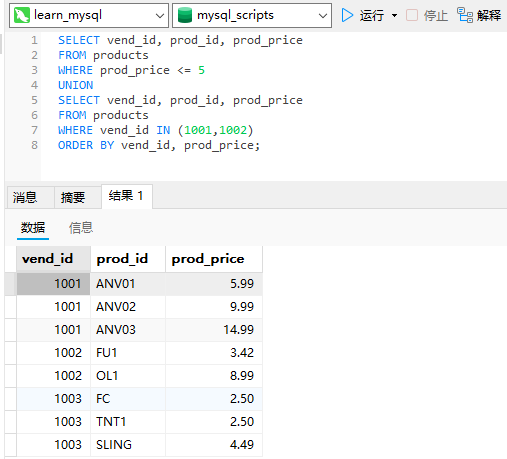 learn_mysql mysql_scripts 运行 停止 解释
1 SELECT vend_id, prod_id, prod_price
2 FROM products
3 WHERE prod_price <= 5
4 UNION
5 SELECT vend_id, prod_id, prod_price
6 FROM products
7 WHERE vend_id IN (1001,1002)
8 ORDER BY vend_id, prod_price;
消息 摘要 结果 1
数据 信息
vend_id prod_id prod_price
1001 ANV01 5.99
1001 ANV02 9.99
1001 ANV03 14.99
1002 FU1 3.42
1002 OL1 8.99
1003 FC 2.50
1003 TNT1 2.50
1003 SLING 4.49